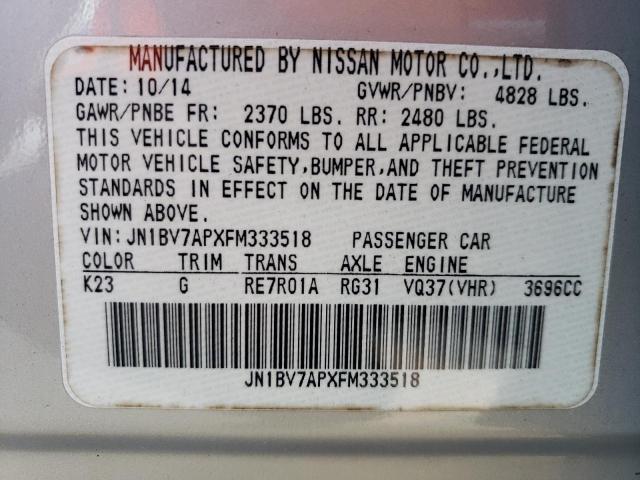 MANUFACTURED BY NISSAN MOTOR CO.,LTD.
DATE: 10/14 GVWR/PNBV: 4828 LBS.
GAWR/PNBE FR: 2370 LBS. RR: 2480 LBS.
THIS VEHICLE CONFORMS TO ALL APPLICABLE FEDERAL
MOTOR VEHICLE SAFETY,BUMPER,AND THEFT PREVENTION
STANDARDS IN EFFECT ON THE DATE OF MANUFACTURE
SHOWN ABOVE.
VIN:JN1BV7APXFM333518 PASSENGER CAR
COLOR TRIM TRANS AXLE ENGINE
K23 G RE7R01A RG31 VQ37(VHR) 3696CC
JN1BV7APXFM333518